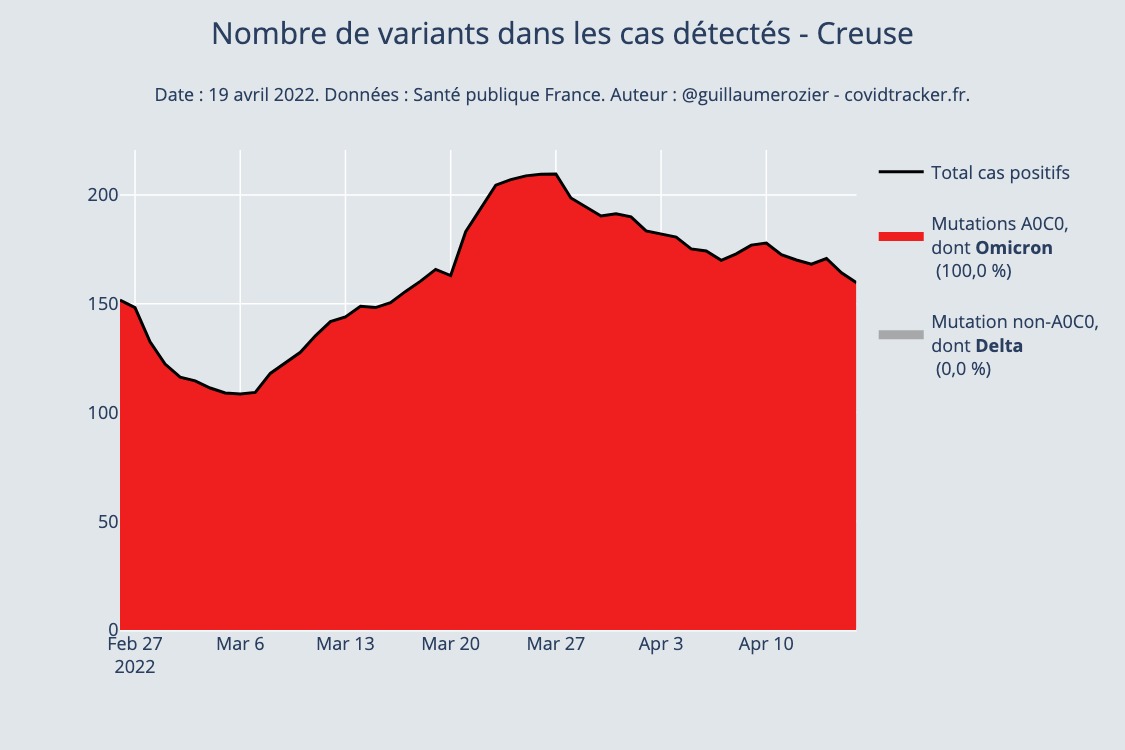 Nombre de variants dans les cas détectés - Creuse
Date : 19 avril 2022. Données : Santé publique France. Auteur : @guillaumerozier - covidtracker.fr.
200
150
100
50
0
Feb 27
2022
Mar 6
Mar 13
Mar 20
Mar 27
Apr 3
Apr 10
Total cas positifs
Mutations A0C0,
dont Omicron
(100,0 %)
Mutation non-A0C0,
dont Delta
(0,0 %)